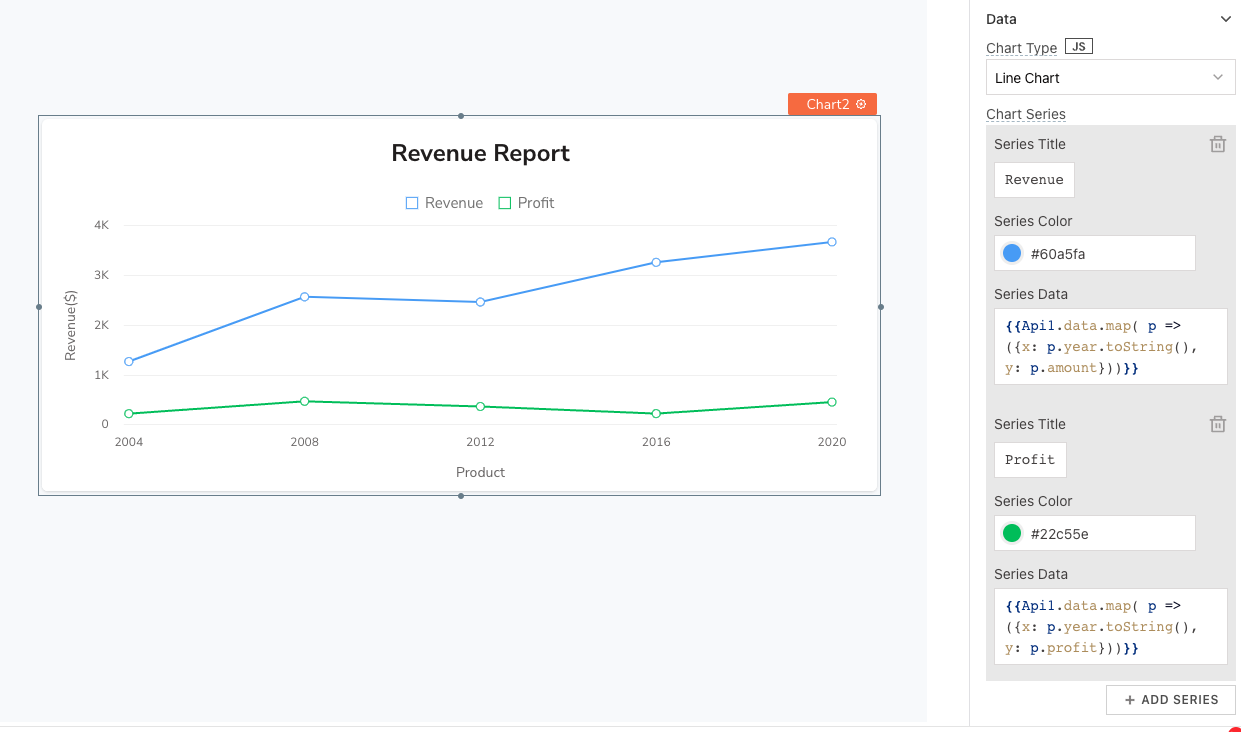 Chart2
Revenue Report
Revenue Profit
4K
3K
2K
1K
0
Revenue($)
2004 2008 2012 2016 2020
Product
Data
Chart Type JS
Line Chart
Chart Series
Series Title
Revenue
Series Color
#60a5fa
Series Data
{{Api1.data.map( p =>
({x: p.year.toString(),
y: p.amount}))}}
Series Title
Profit
Series Color
#22c55e
Series Data
{{Api1.data.map( p =>
({x: p.year.toString(),
y: p.profit}))}}
+ ADD SERIES